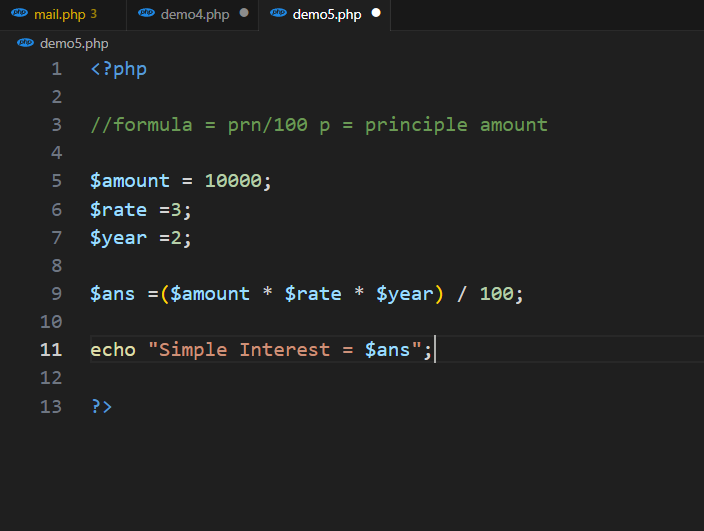 php mail.php 3 php demo4.php php demo5.php
php demo5.php
1 <?php
2
3 //formula = prn/100 p = principle amount
4
5 $amount = 10000;
6 $rate =3;
7 $year =2;
8
9 $ans =($amount * $rate * $year) / 100;
10
11 echo "Simple Interest = $ans";
12
13 ?>